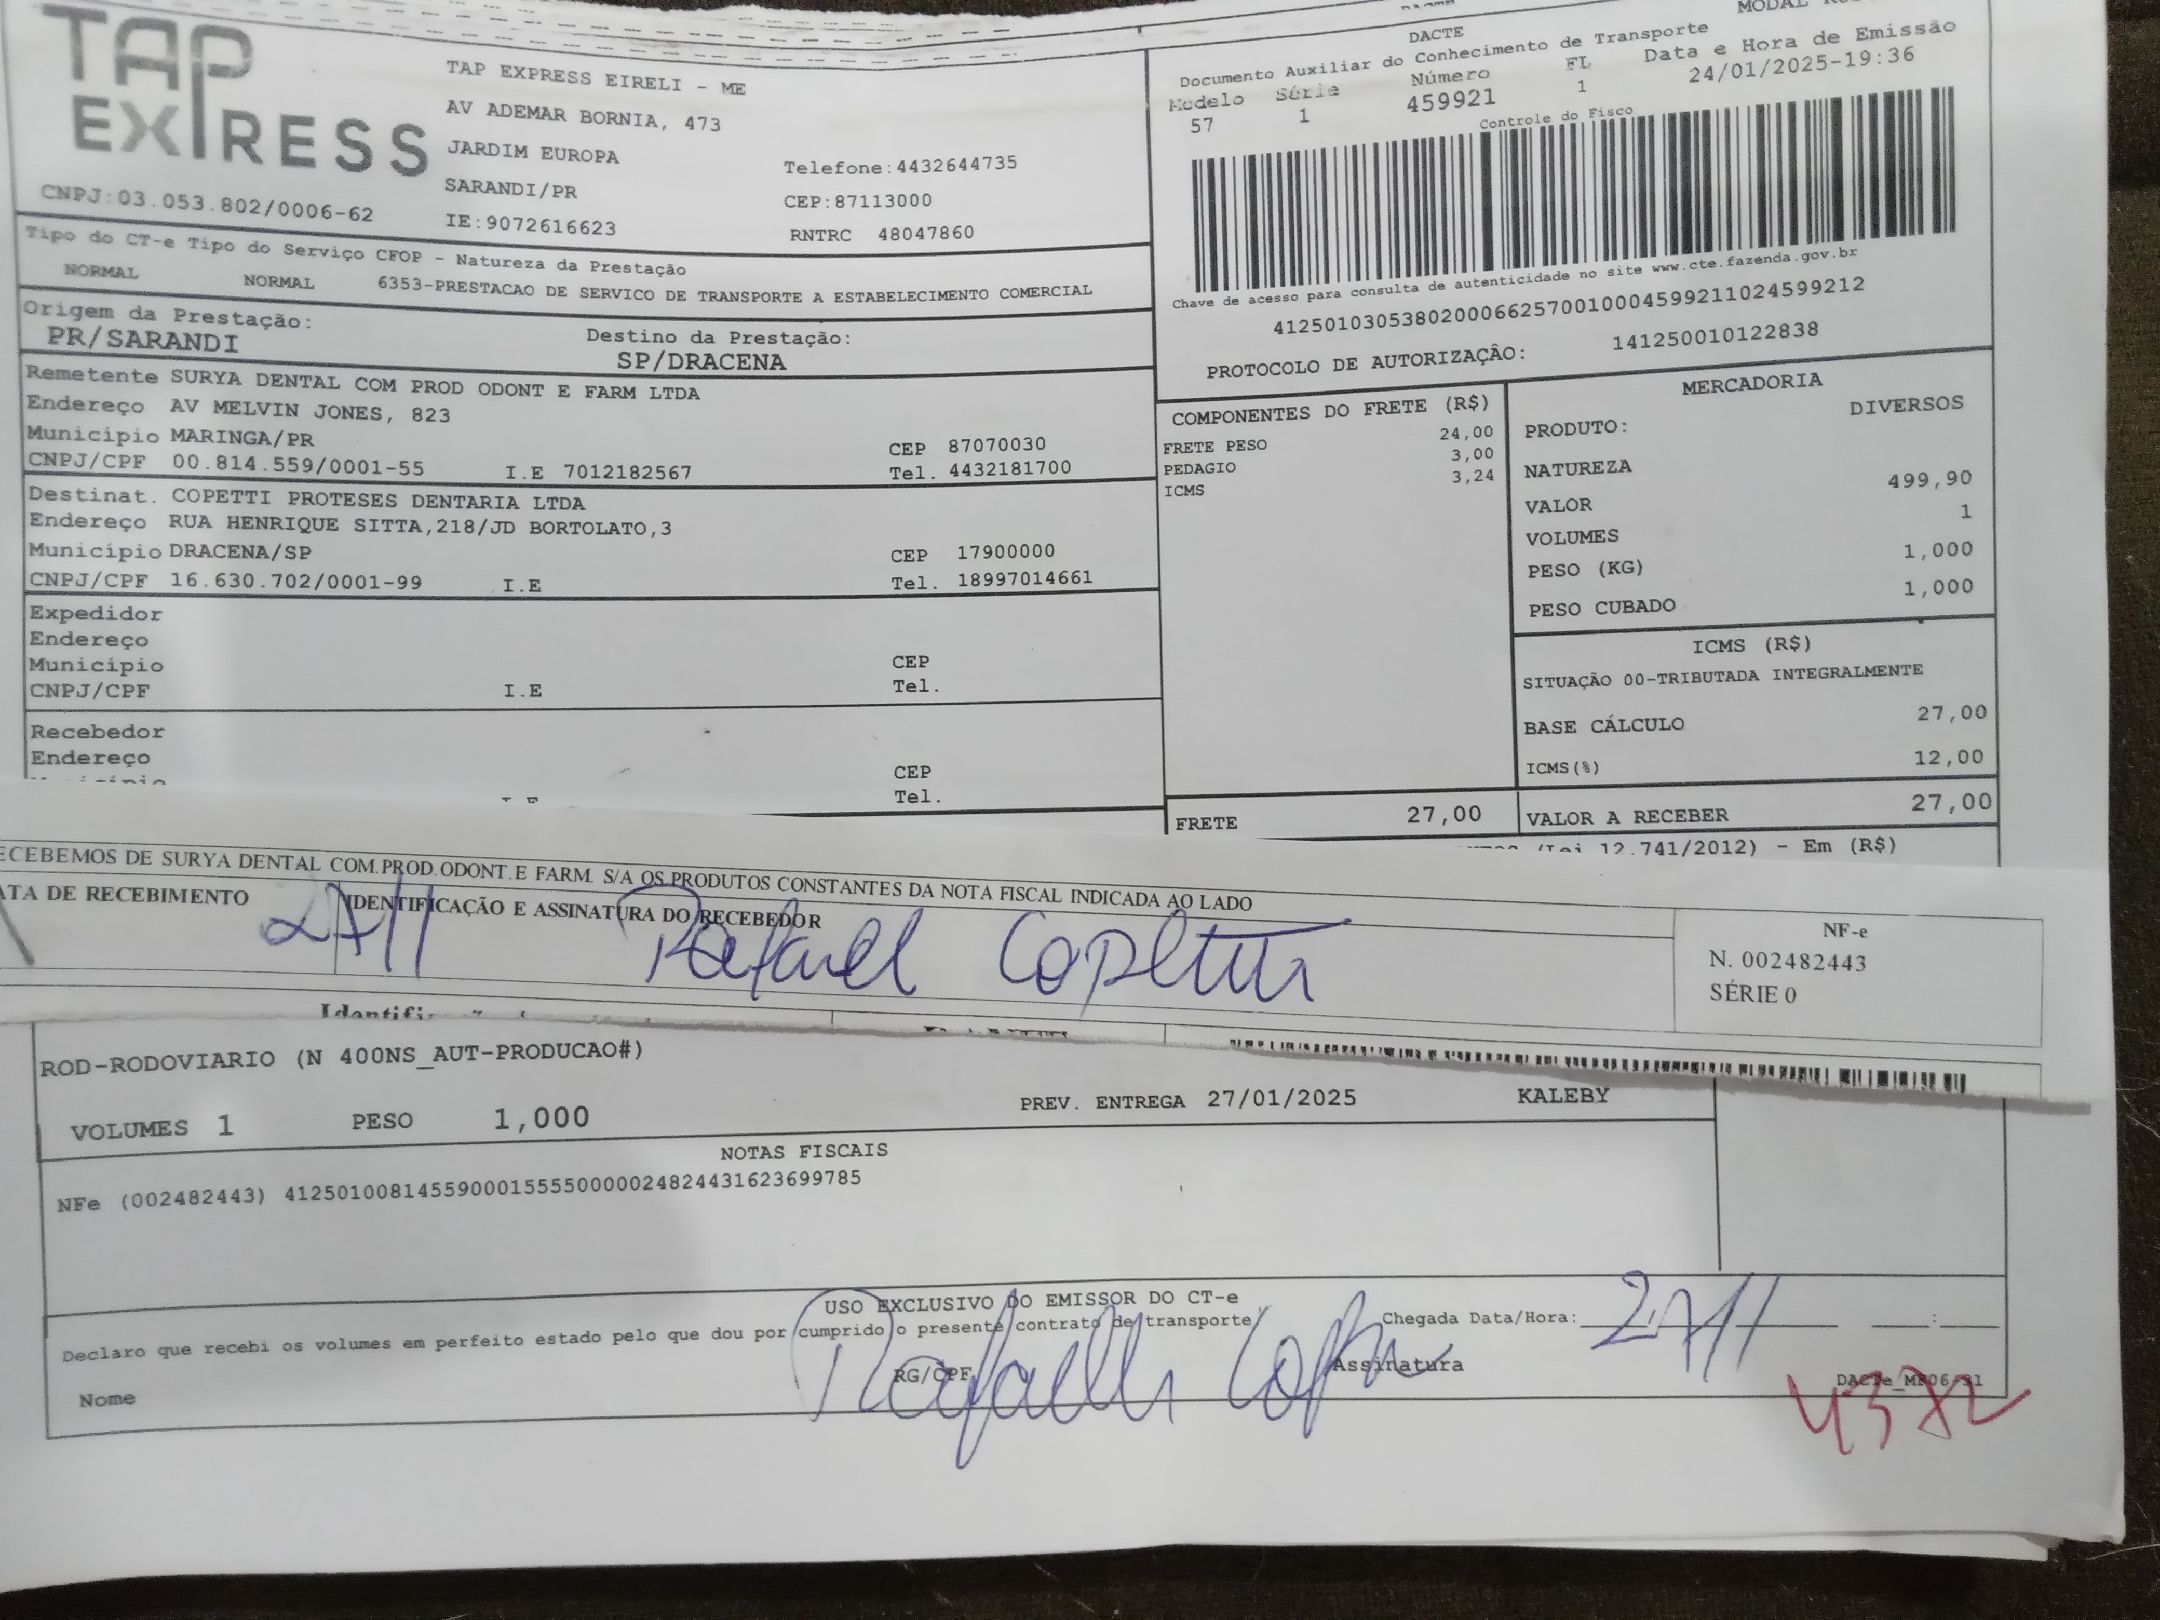 TAP
EXPRESS
CNPJ:03.053.802/0006-62
TAP EXPRESS EIRELI - ME
AV ADEMAR BORNIA, 473
JARDIM EUROPA
SARANDI/PR
IE:9072616623
Telefone:4432644735
CEP:87113000
RNTRC 48047860
DACTE
Documento Auxiliar do Conhecimento de Transporte
MODAL
Modelo Série Número FL Data e Hora de Emissão
57 1 459921 1 24/01/2025-19:36
Controle do Fisco
Chave de acesso para consulta de autenticidade no site www.cte.fazenda.gov.br
41250103053802000662570010004599211024599212
PROTOCOLO DE AUTORIZAÇÃO: 141250010122838
Tipo do CT-e Tipo do Serviço CFOP - Natureza da Prestação
NORMAL NORMAL 6353-PRESTACAO DE SERVICO DE TRANSPORTE A ESTABELECIMENTO COMERCIAL
Origem da Prestação: Destino da Prestação:
PR/SARANDI SP/DRACENA
Remetente SURYA DENTAL COM PROD ODONT E FARM LTDA
Endereço AV MELVIN JONES, 823
Município MARINGA/PR CEP 87070030
CNPJ/CPF 00.814.559/0001-55 I.E 7012182567 Tel. 4432181700
Destinat. COPETTI PROTESES DENTARIA LTDA
Endereço RUA HENRIQUE SITTA,218/JD BORTOLATO,3
Município DRACENA/SP CEP 17900000
CNPJ/CPF 16.630.702/0001-99 I.E Tel. 18997014661
Expedidor
Endereço
Município CEP
CNPJ/CPF I.E Tel.
Recebedor
Endereço CEP
Tel.
COMPONENTES DO FRETE (R$)
FRETE PESO 24,00
PEDAGIO 3,00
ICMS 3,24
FRETE 27,00
MERCADORIA
PRODUTO: DIVERSOS
NATUREZA
VALOR 499,90
VOLUMES 1
PESO (KG) 1,000
PESO CUBADO 1,000
ICMS (R$)
SITUAÇÃO 00-TRIBUTADA INTEGRALMENTE
BASE CÁLCULO 27,00
ICMS(%) 12,00
VALOR A RECEBER 27,00
(Lei 12.741/2012) - Em (R$)
ECEBEMOS DE SURYA DENTAL COM.PROD.ODONT.E FARM. S/A OS PRODUTOS CONSTANTES DA NOTA FISCAL INDICADA AO LADO
ATA DE RECEBIMENTO IDENTIFICAÇÃO E ASSINATURA DO RECEBEDOR
27/1 Rafael Copetti
NF-e
N. 002482443
SÉRIE 0
ROD-RODOVIARIO (N 400NS_AUT-PRODUCAO#)
VOLUMES 1 PESO 1,000 PREV. ENTREGA 27/01/2025 KALEBY
NOTAS FISCAIS
NFe (002482443) 41250100814559000155550000024824431623699785
USO EXCLUSIVO DO EMISSOR DO CT-e
Declaro que recebi os volumes em perfeito estado pelo que dou por cumprido o presente contrato de transporte
Chegada Data/Hora: 27/1 :
Nome RG/CPF Assinatura